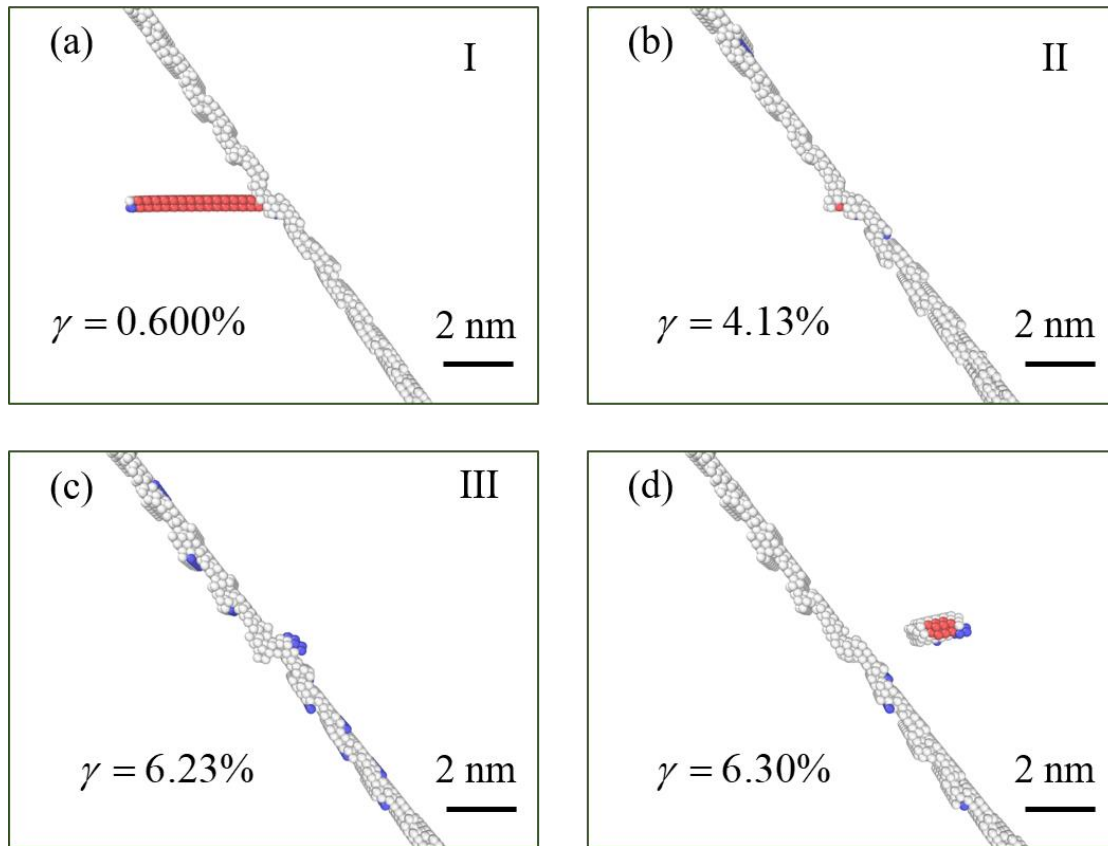 (a)
I
γ = 0.600%
2 nm
(b)
II
γ = 4.13%
2 nm
(c)
III
γ = 6.23%
2 nm
(d)
γ = 6.30%
2 nm